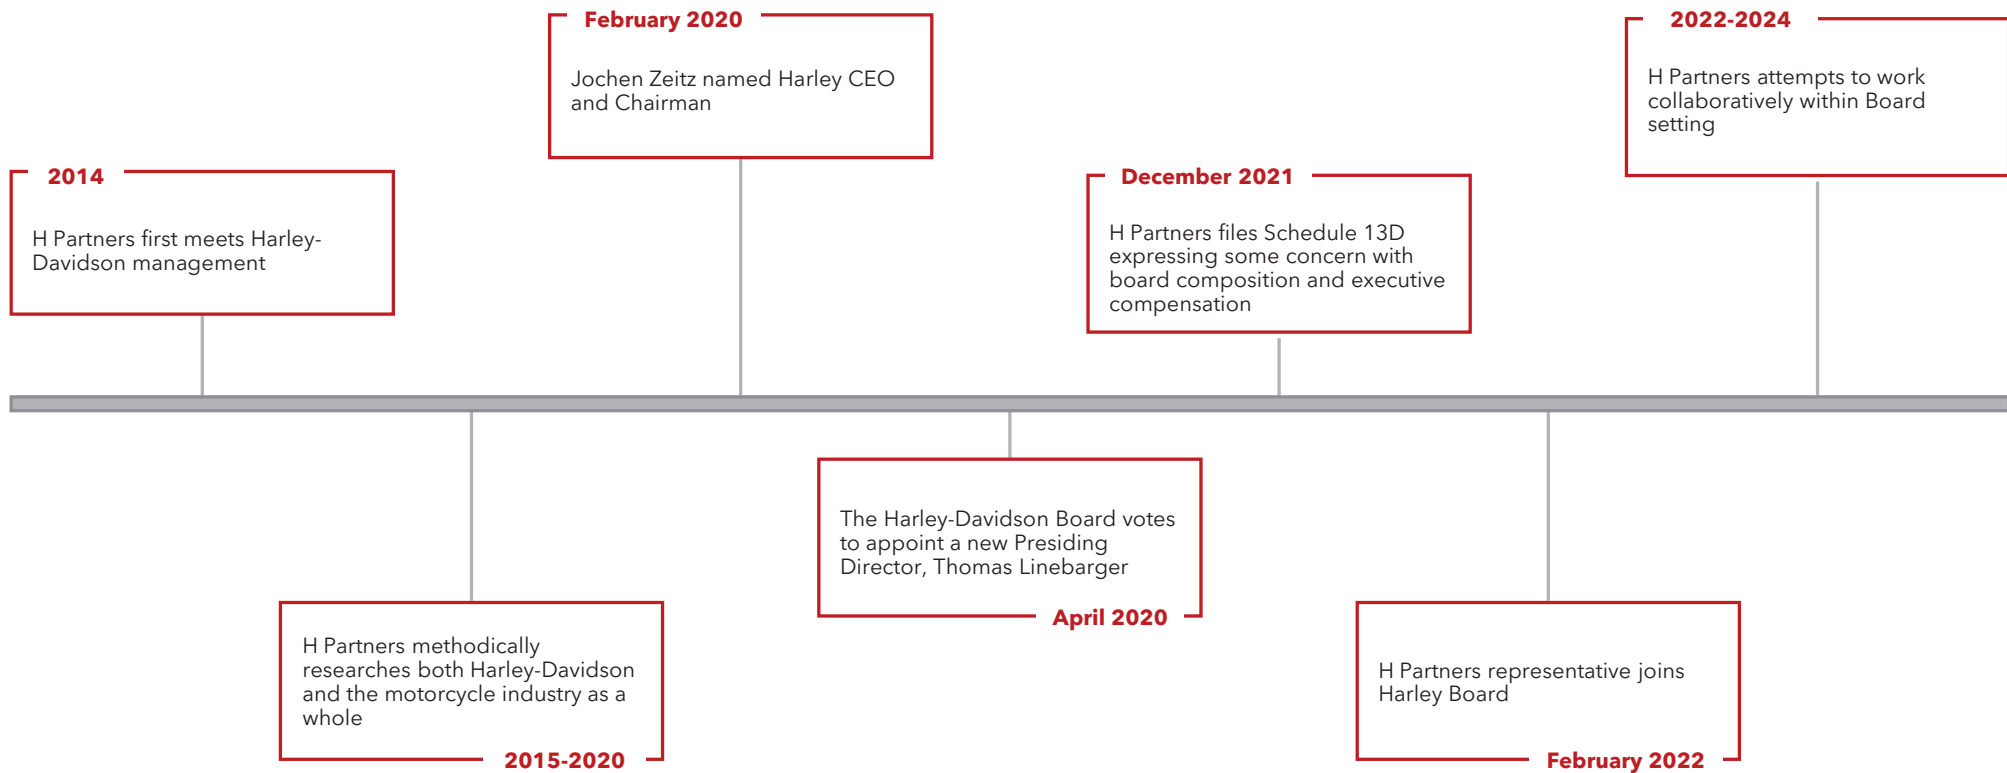 2014
H Partners first meets Harley-
Davidson management
H Partners methodically
researches both Harley-Davidson
and the motorcycle industry as a
whole
2015-2020
February 2020
Jochen Zeitz named Harley CEO
and Chairman
The Harley-Davidson Board votes
to appoint a new Presiding
Director, Thomas Linebarger
April 2020
December 2021
H Partners files Schedule 13D
expressing some concern with
board composition and executive
compensation
H Partners representative joins
Harley Board
February 2022
2022-2024
H Partners attempts to work
collaboratively within Board
setting